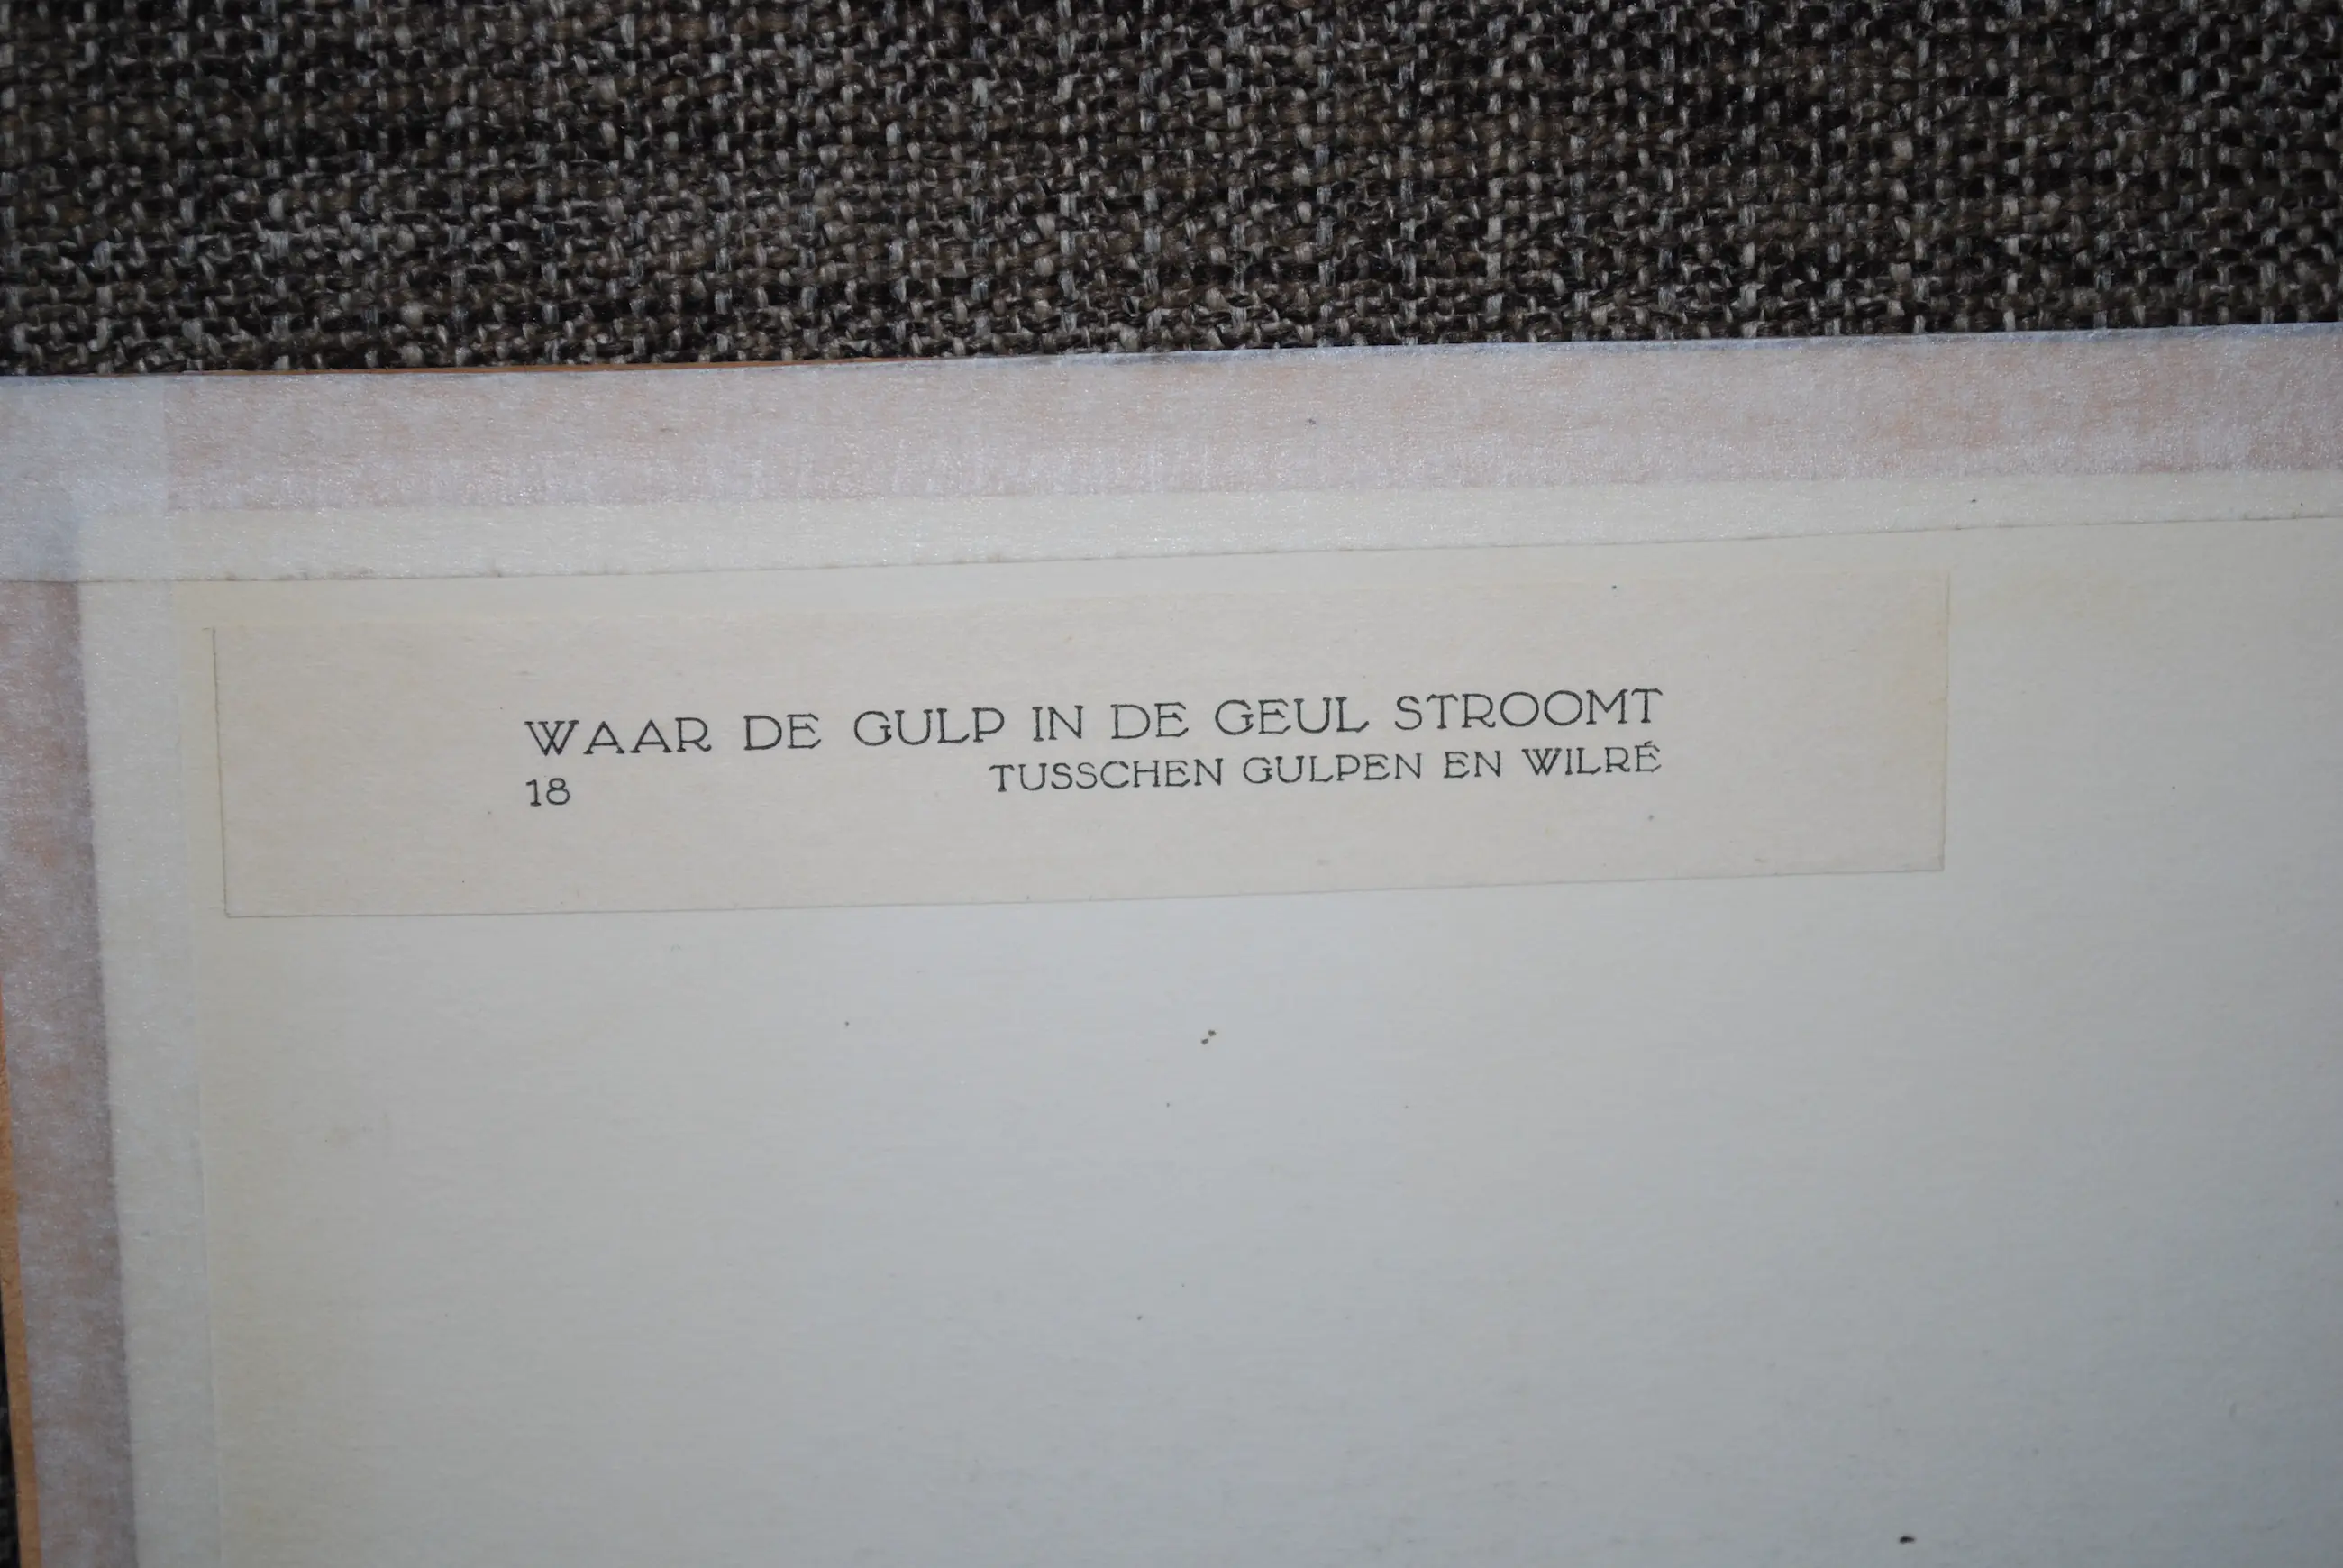 WAAR DE GULP IN DE GEUL STROOMT
TUSSCHEN GULPEN EN WILRÉ
18